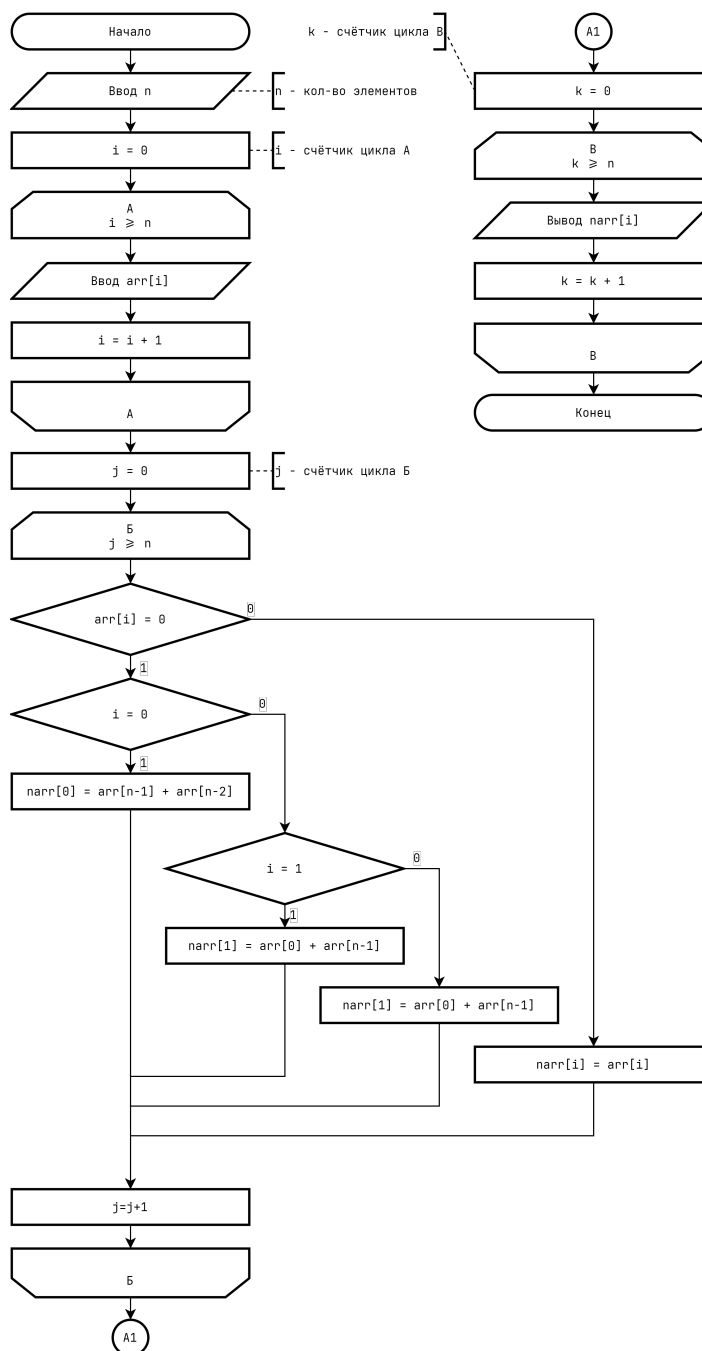 Начало
Ввод n
n - кол-во элементов
i = 0
i - счётчик цикла А
А
i ⩾ n
Ввод arr[i]
i = i + 1
А
j = 0
j - счётчик цикла Б
Б
j ⩾ n
arr[i] = 0
0
1
i = 0
0
1
narr[0] = arr[n-1] + arr[n-2]
i = 1
0
1
narr[1] = arr[0] + arr[n-1]
narr[1] = arr[0] + arr[n-1]
narr[i] = arr[i]
j=j+1
Б
А1
А1
k - счётчик цикла В
k = 0
В
k ⩾ n
Вывод narr[i]
k = k + 1
В
Конец